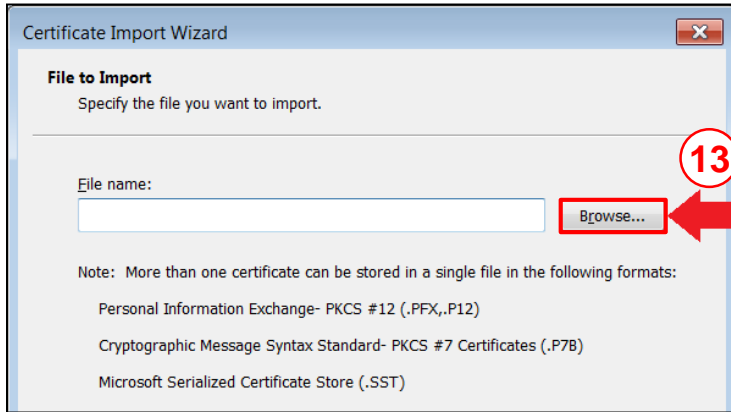 Certificate Import Wizard
File to Import
Specify the file you want to import.
13
File name:
Browse...
Note:  More than one certificate can be stored in a single file in the following formats:
Personal Information Exchange- PKCS #12 (.PFX,.P12)
Cryptographic Message Syntax Standard- PKCS #7 Certificates (.P7B)
Microsoft Serialized Certificate Store (.SST)